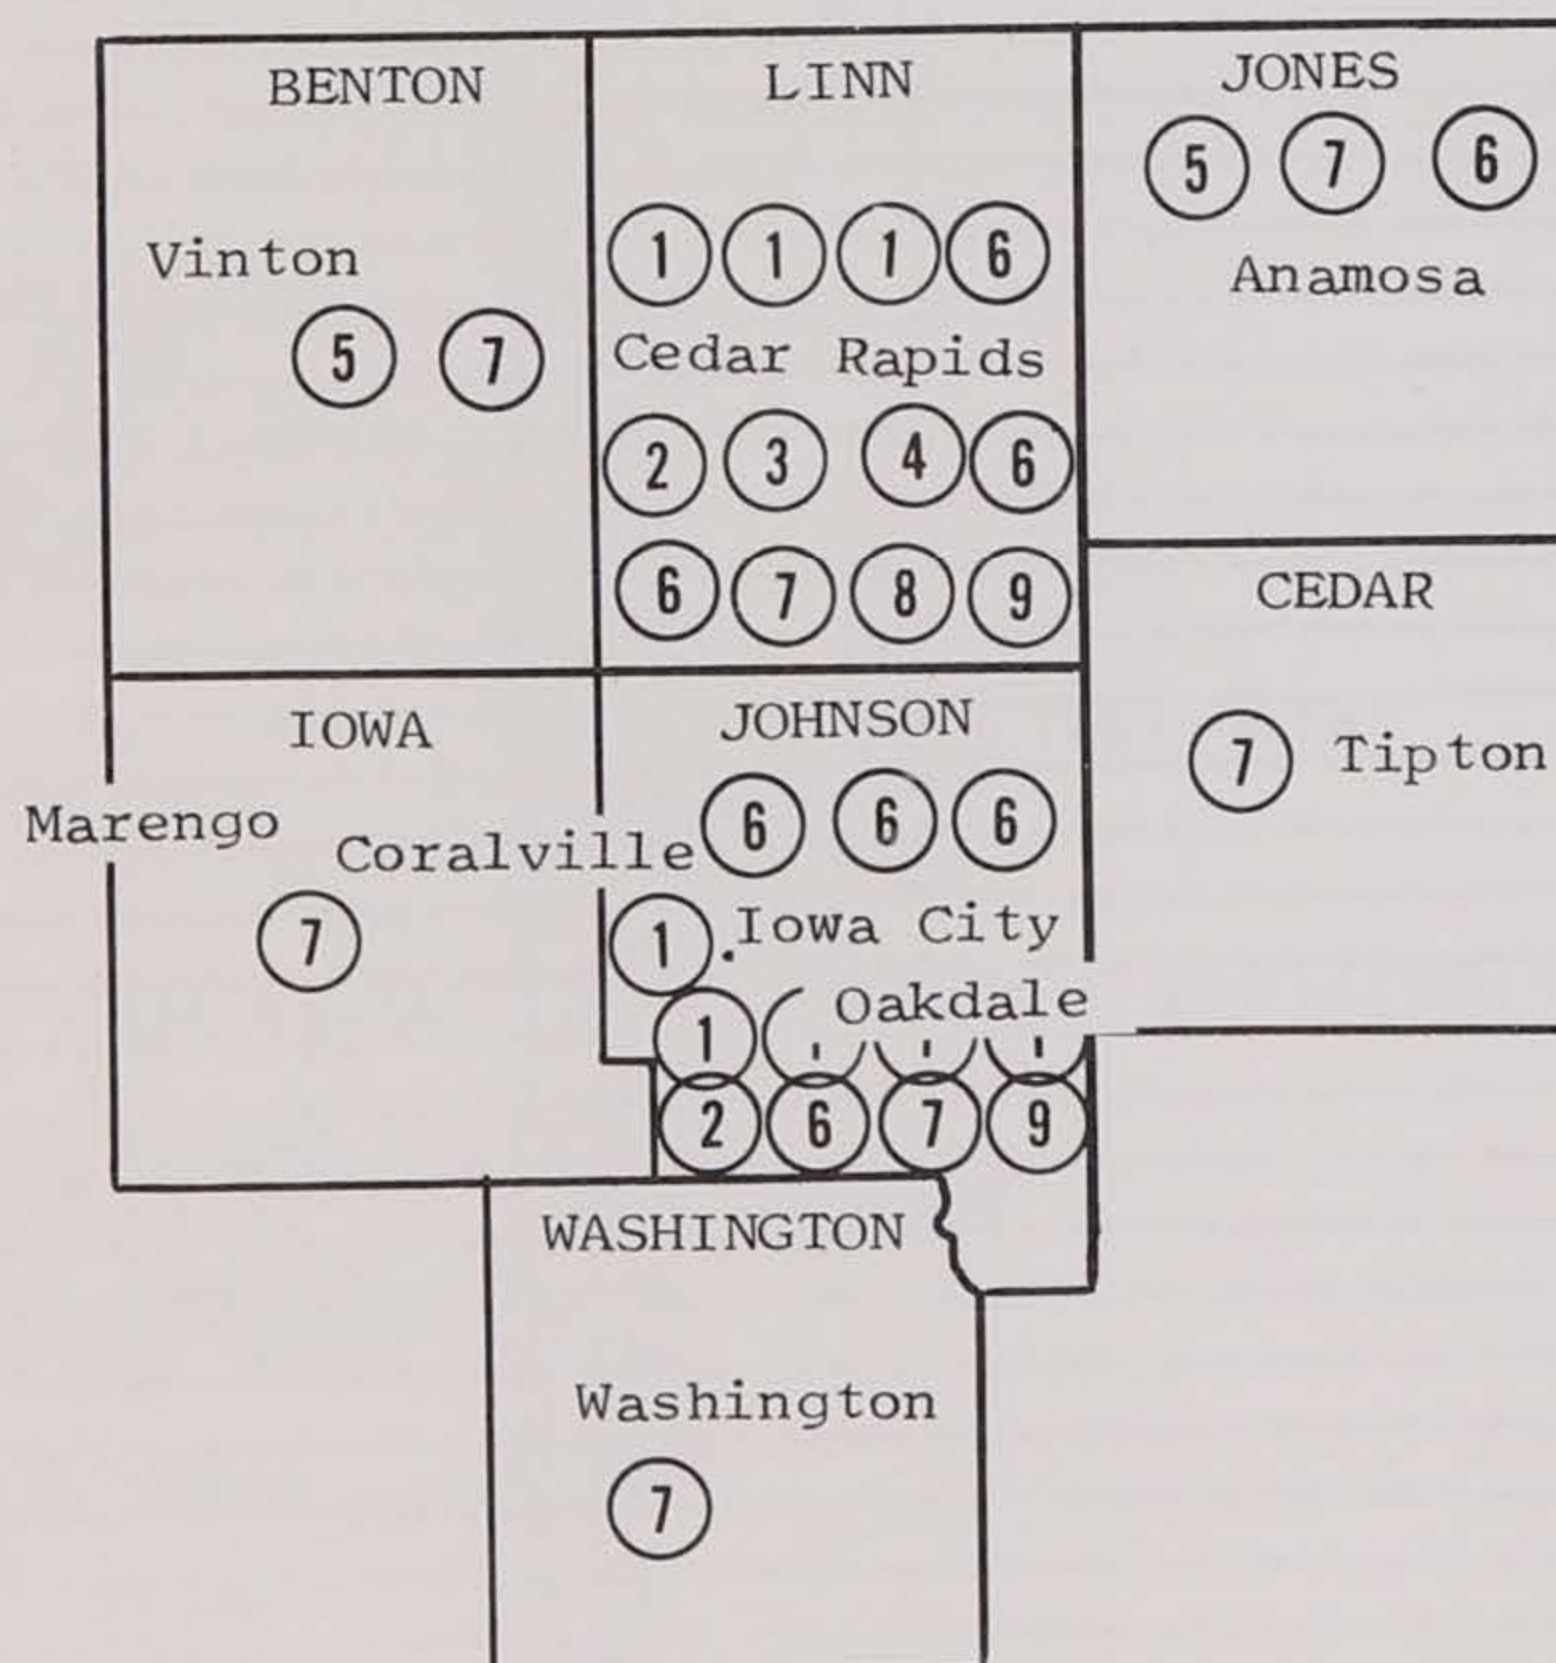 BENTON
LINN
JONES
5 7 6
Anamosa
Vinton
5 7
1 1 1 6
Cedar Rapids
2 3 4 6
6 7 8 9
CEDAR
7 Tipton
IOWA
Marengo
7
JOHNSON
6 6 6
Coralville
1 .Iowa City
Oakdale
1
2 6 7 9
WASHINGTON
Washington
7